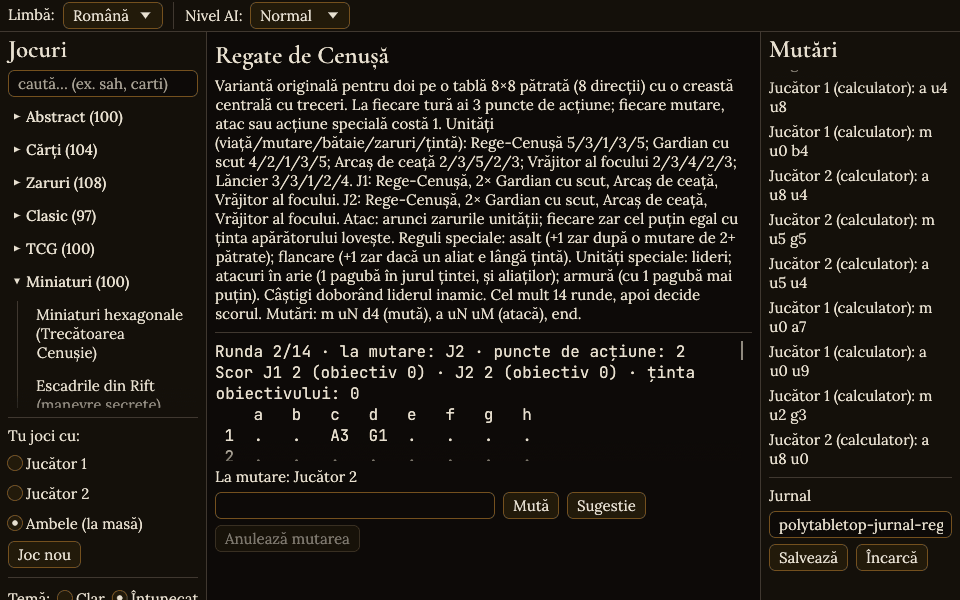 Limbă: Română ▼ Nivel AI: Normal ▼
Jocuri
caută... (ex. sah, carti)
▸ Abstract (100)
▸ Cărți (104)
▸ Zaruri (108)
▸ Clasic (97)
▸ TCG (100)
▾ Miniaturi (100)
Miniaturi hexagonale
(Trecătoarea
Cenușie)
Escadrile din Rift
(manevre secrete)
Tu joci cu:
Jucător 1
Jucător 2
Ambele (la masă)
Joc nou
Temă: Clar Întunecat
Regate de Cenușă
Variantă originală pentru doi pe o tablă 8×8 pătrată (8 direcții) cu o creastă
centrală cu treceri. La fiecare tură ai 3 puncte de acțiune; fiecare mutare,
atac sau acțiune specială costă 1. Unități
(viață/mutare/bătaie/zaruri/țintă): Rege-Cenușă 5/3/1/3/5; Gardian cu
scut 4/2/1/3/5; Arcaș de ceață 2/3/5/2/3; Vrăjitor al focului 2/3/4/2/3;
Lăncier 3/3/1/2/4. J1: Rege-Cenușă, 2× Gardian cu scut, Arcaș de ceață,
Vrăjitor al focului. J2: Rege-Cenușă, 2× Gardian cu scut, Arcaș de ceață,
Vrăjitor al focului. Atac: arunci zarurile unității; fiecare zar cel puțin egal cu
ținta apărătorului lovește. Reguli speciale: asalt (+1 zar după o mutare de 2+
pătrate); flancare (+1 zar dacă un aliat e lângă țintă). Unități speciale: lideri;
atacuri în arie (1 pagubă în jurul țintei, și aliaților); armură (cu 1 pagubă mai
puțin). Câștigi doborând liderul inamic. Cel mult 14 runde, apoi decide
scorul. Mutări: m uN d4 (mută), a uN uM (atacă), end.
Runda 2/14 · la mutare: J2 · puncte de acțiune: 2
Scor J1 2 (obiectiv 0) · J2 2 (obiectiv 0) · ținta
obiectivului: 0
a b c d e f g h
1 . . A3 G1 . . . .
2 . . . . . . . .
La mutare: Jucător 2
Mută Sugestie
Anulează mutarea
Mutări
Jucător 1 (calculator): a u4
u8
Jucător 1 (calculator): m
u0 b4
Jucător 2 (calculator): a
u8 u4
Jucător 2 (calculator): m
u5 g5
Jucător 2 (calculator): a
u5 u4
Jucător 1 (calculator): m
u0 a7
Jucător 1 (calculator): a
u0 u9
Jucător 1 (calculator): m
u2 g3
Jucător 2 (calculator): a
u8 u0
Jurnal
polytabletop-jurnal-reg
Salvează Încarcă